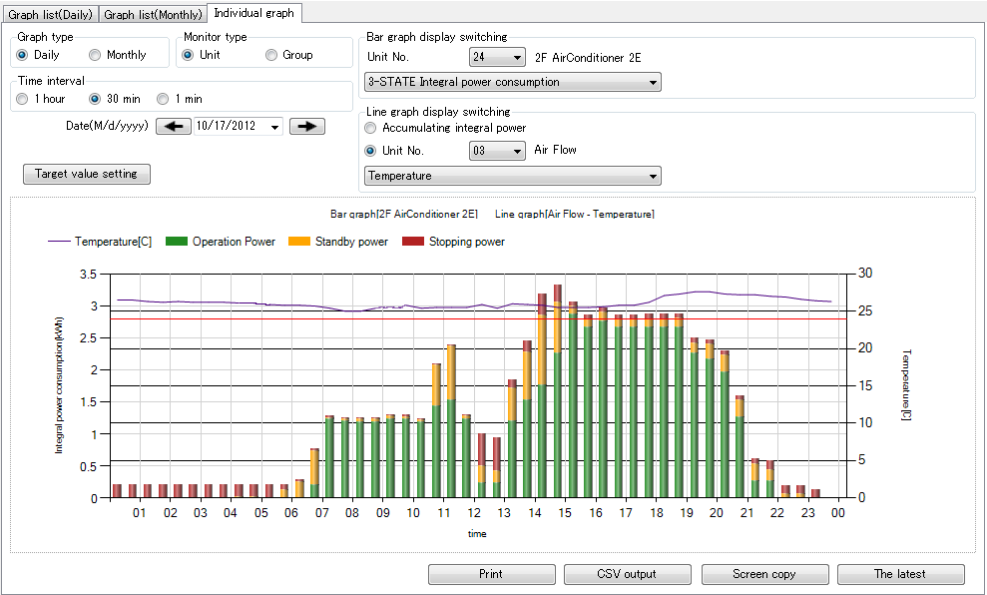 Graph list(Daily) Graph list(Monthly) Individual graph
Graph type
Daily Monthly
Monitor type
Unit Group
Time interval
1 hour 30 min 1 min
Date(M/d/yyyy) 10/17/2012
Target value setting
Bar graph display switching
Unit No. 24 2F AirConditioner 2E
3-STATE Integral power consumption
Line graph display switching
Accumulating integral power
Unit No. 03 Air Flow
Temperature
Bar graph[2F AirConditioner 2E] Line graph[Air Flow - Temperature]
Temperature[C] Operation Power Standby power Stopping power
Integral power consumption[kWh]
3.5
3
2.5
2
1.5
1
0.5
0
30
25
20
15
10
5
0
Temperature[C]
01 02 03 04 05 06 07 08 09 10 11 12 13 14 15 16 17 18 19 20 21 22 23 00
time
Print CSV output Screen copy The latest